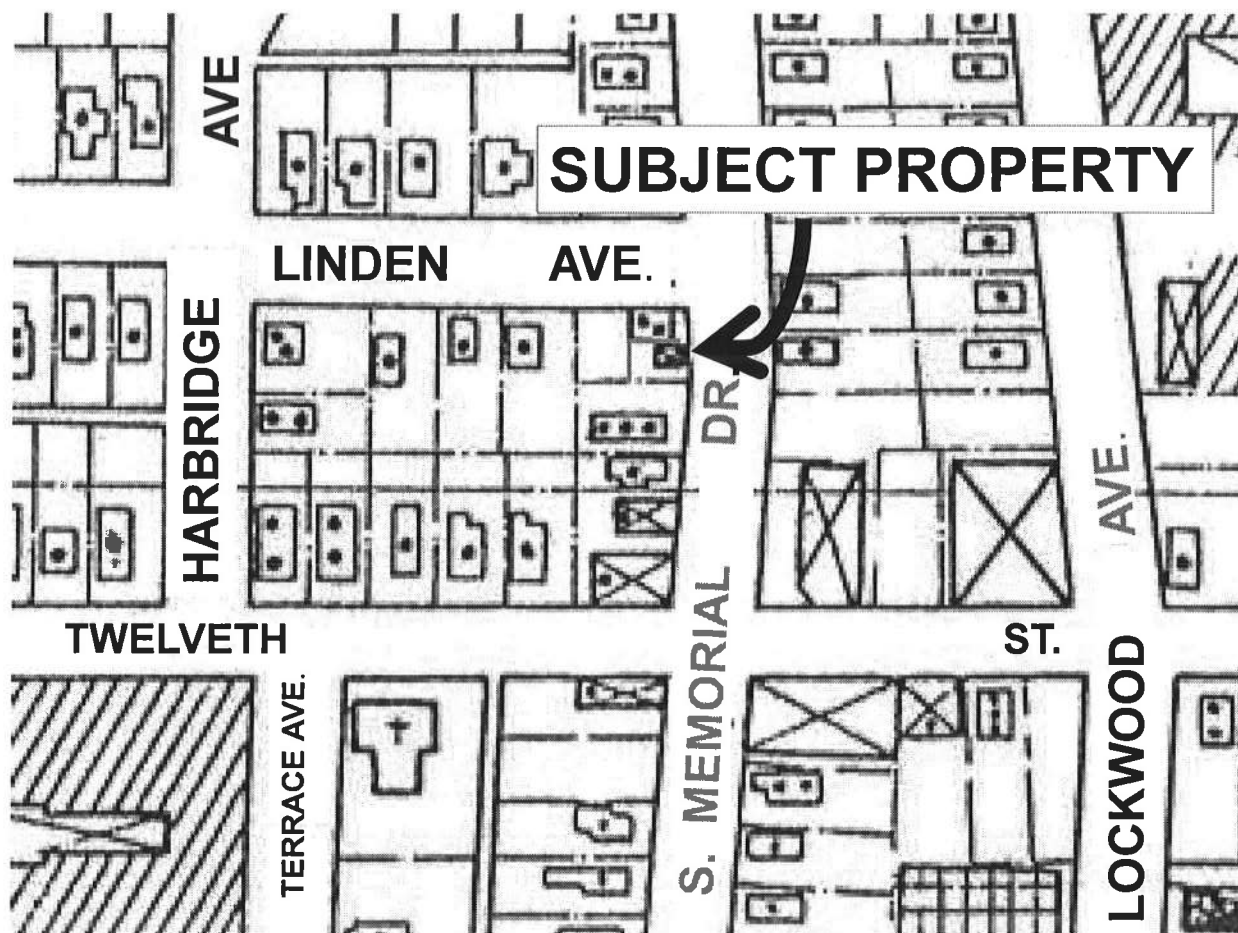 AVE
SUBJECT PROPERTY
LINDEN AVE.
HARBRIDGE
S. MEMORIAL DR.
LOCKWOOD AVE.
TWELVETH ST.
TERRACE AVE.